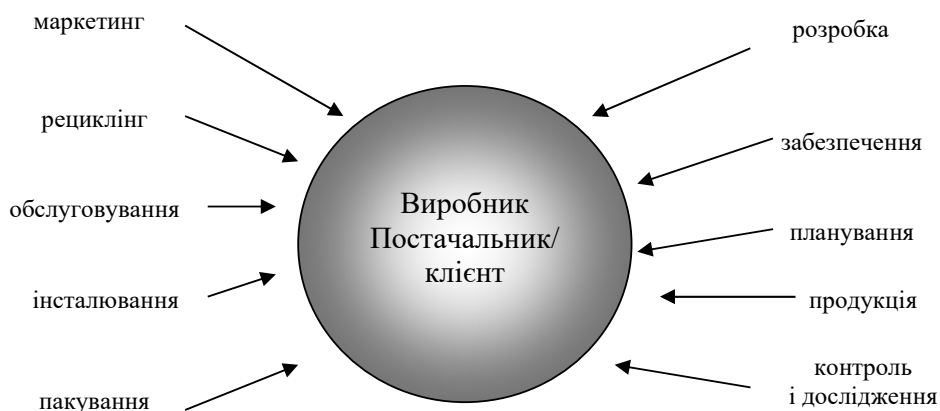 маркетинг
рециклінг
обслуговування
інсталювання
пакування
Виробник
Постачальник/
клієнт
розробка
забезпечення
планування
продукція
контроль
і дослідження